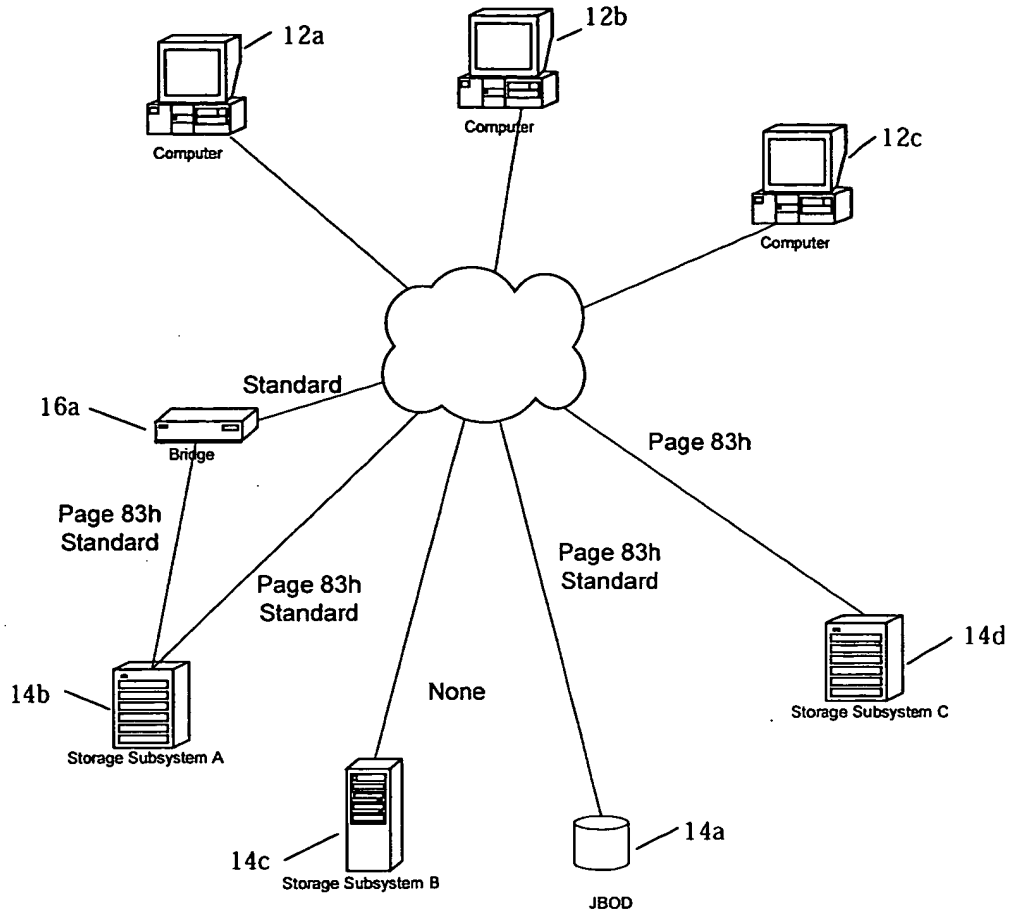 12a
12b
Computer
Computer
12c
Computer
Standard
16a
Bridge
Page 83h
Page 83h
Standard
Page 83h
Standard
Page 83h
Standard
14d
14b
None
Storage Subsystem C
Storage Subsystem A
14a
14c
Storage Subsystem B
JBOD